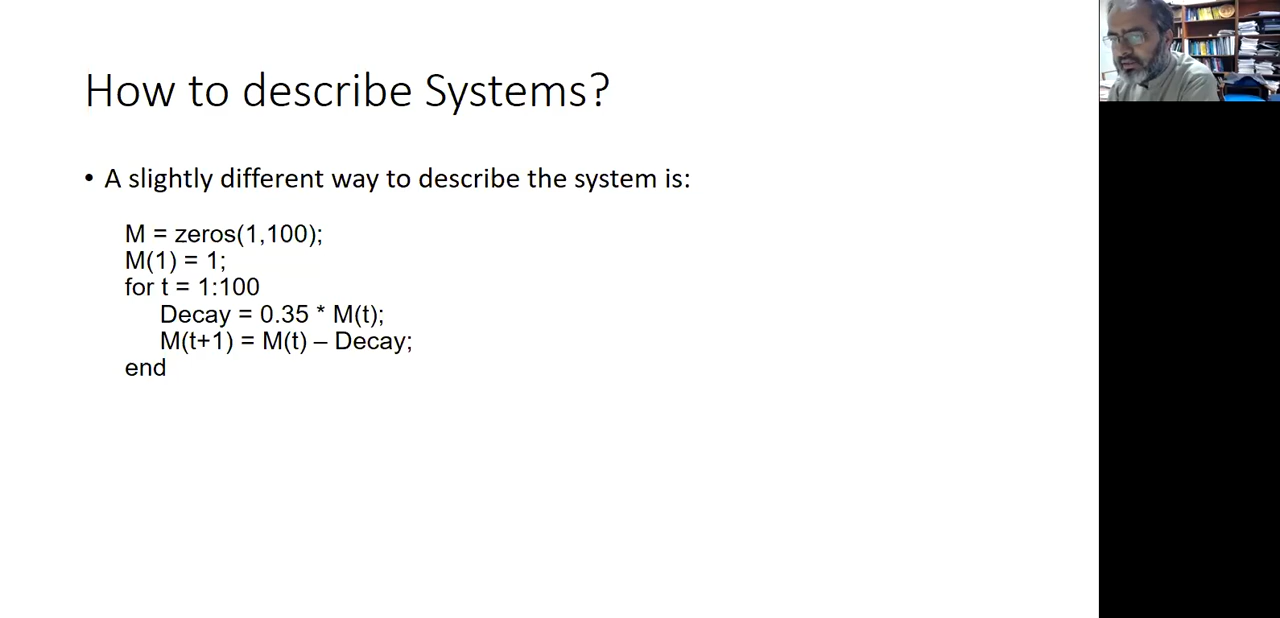 How to describe Systems?
• A slightly different way to describe the system is:
M = zeros(1,100);
M(1) = 1;
for t = 1:100
Decay = 0.35 * M(t);
M(t+1) = M(t) – Decay;
end